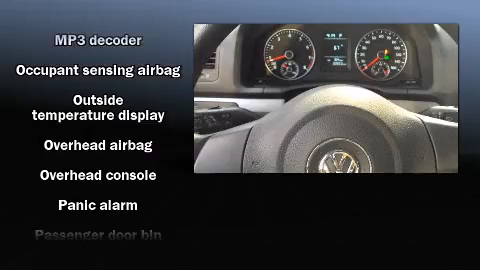 MP3 decoder
Occupant sensing airbag
Outside
temperature display
Overhead airbag
Overhead console
Panic alarm
Passenger door bin